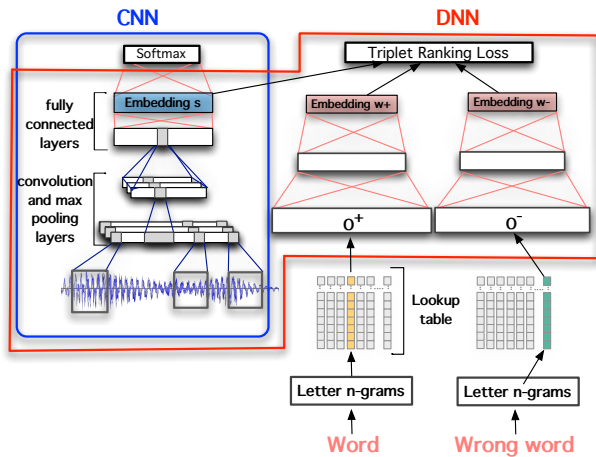 CNN
DNN
Softmax
Triplet Ranking Loss
Embedding s
Embedding w+
Embedding w-
fully
connected
layers
convolution
and max
pooling
layers
O+
O-
Lookup
table
Letter n-grams
Letter n-grams
Word
Wrong word